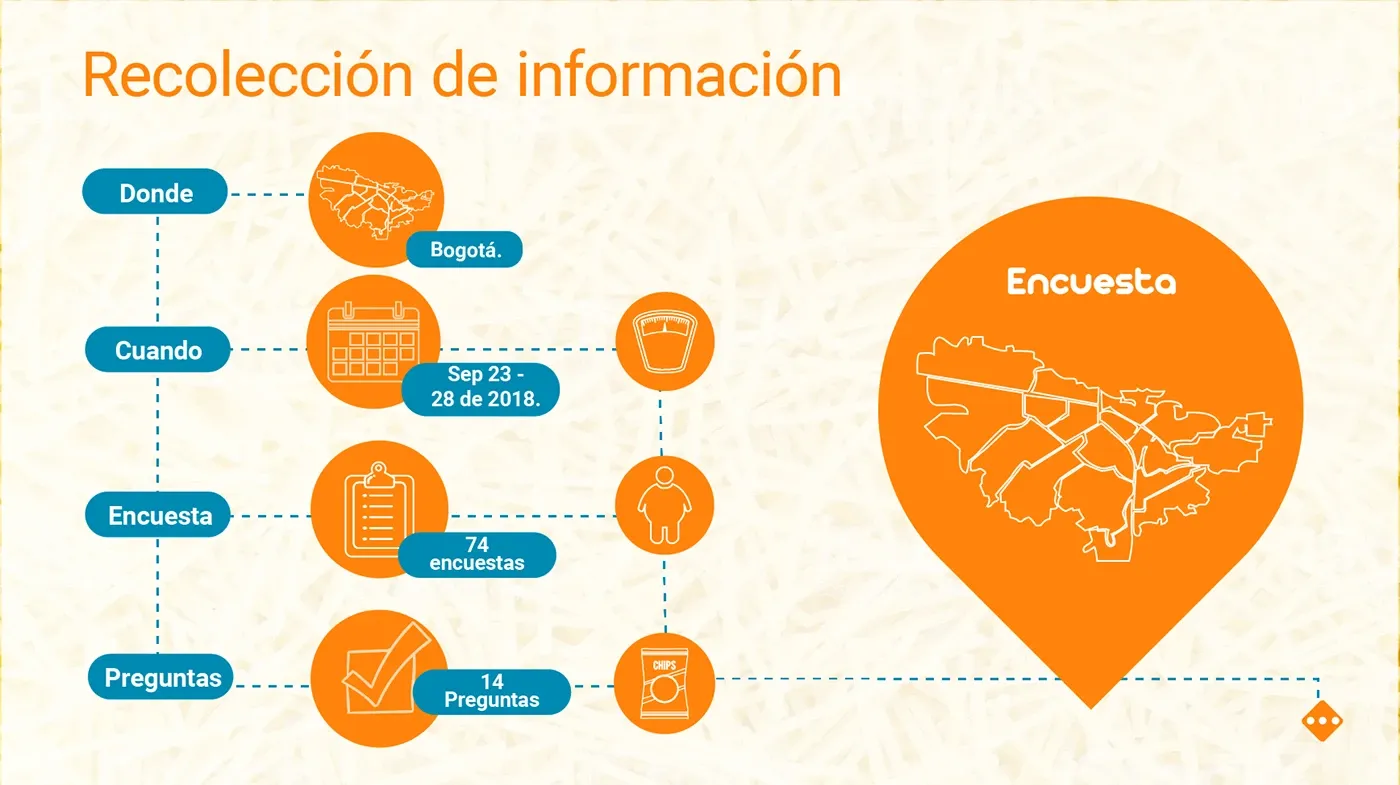 Recolección de información
Donde
Bogotá.
Cuando
Sep 23 -
28 de 2018.
Encuesta
74
encuestas
Preguntas
14
Preguntas
CHIPS
Encuesta